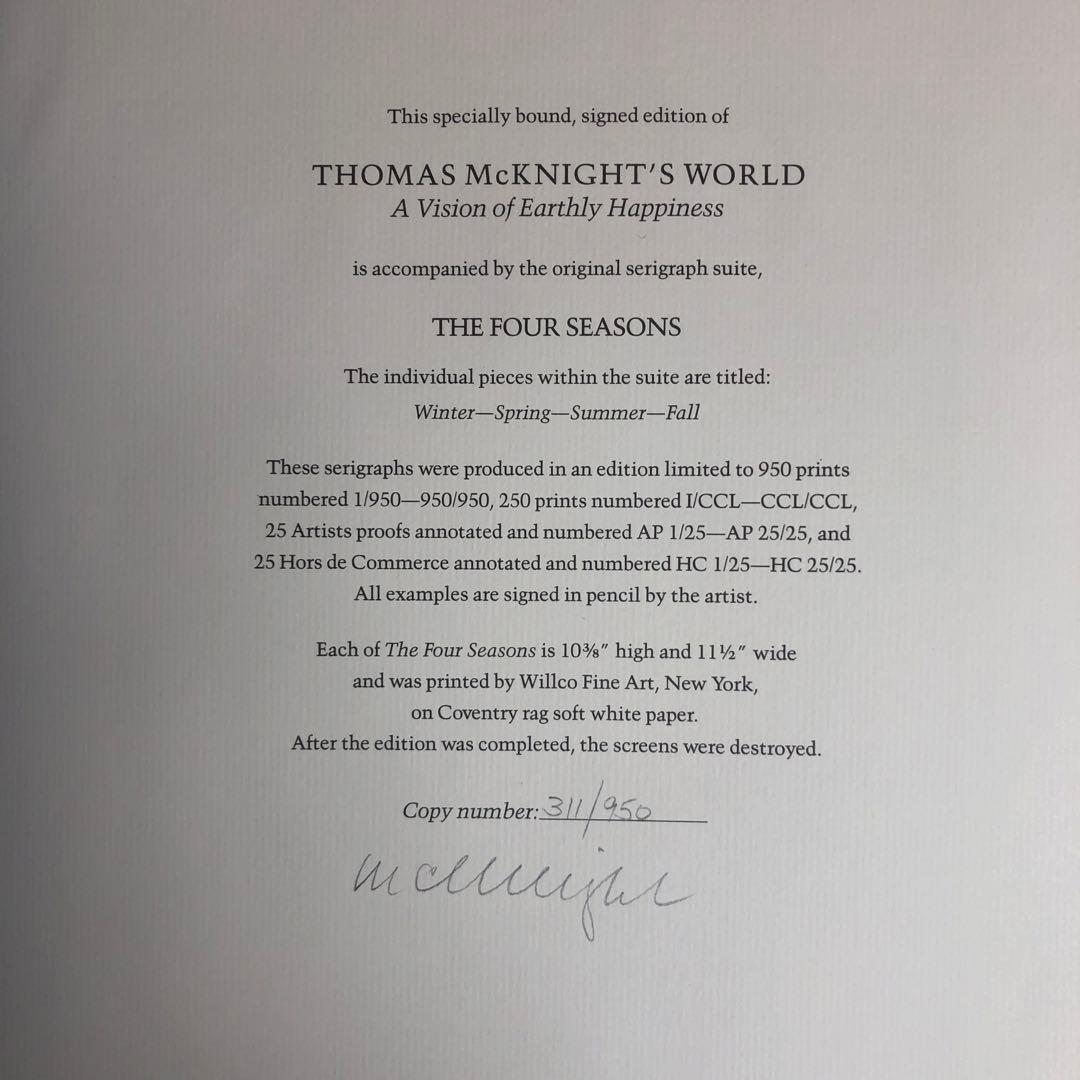 This specially bound, signed edition of
THOMAS McKNIGHT'S WORLD
A Vision of Earthly Happiness
is accompanied by the original serigraph suite,
THE FOUR SEASONS
The individual pieces within the suite are titled:
Winter—Spring—Summer—Fall
These serigraphs were produced in an edition limited to 950 prints
numbered 1/950—950/950, 250 prints numbered I/CCL—CCL/CCL,
25 Artists proofs annotated and numbered AP 1/25—AP 25/25, and
25 Hors de Commerce annotated and numbered HC 1/25—HC 25/25.
All examples are signed in pencil by the artist.
Each of The Four Seasons is 10⅜″ high and 11½″ wide
and was printed by Willco Fine Art, New York,
on Coventry rag soft white paper.
After the edition was completed, the screens were destroyed.
Copy number: 311/950
McKnight